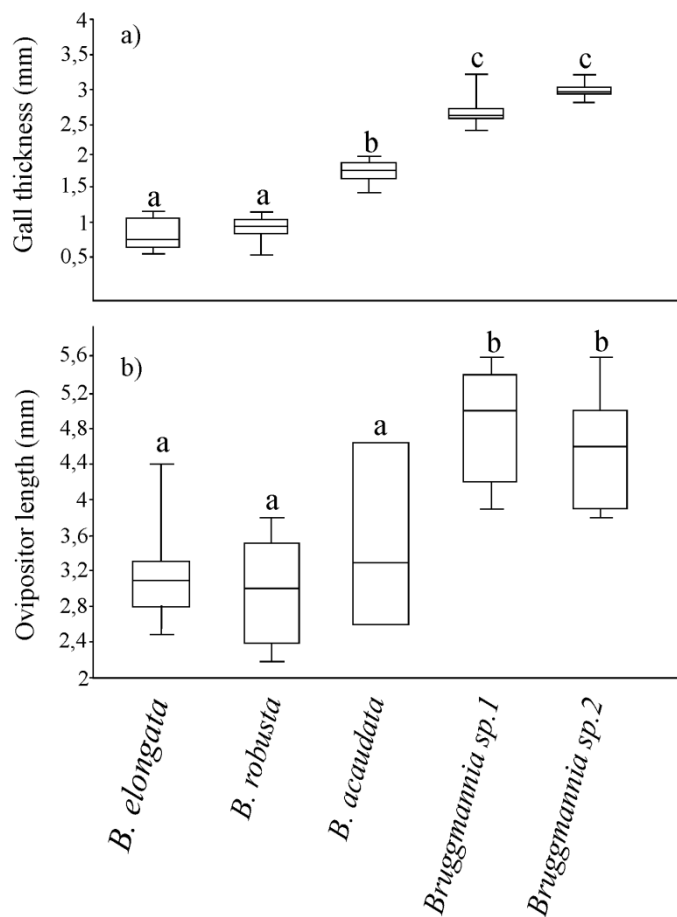 a)
Gall thickness (mm)
4
3,5
3
2,5
2
1,5
1
0,5
a
a
b
c
c
b)
Ovipositor length (mm)
5,6
5,2
4,8
4,4
4
3,6
3,2
2,8
2,4
2
a
a
a
b
b
B. elongata
B. robusta
B. acaudata
Bruggmannia sp.1
Bruggmannia sp.2